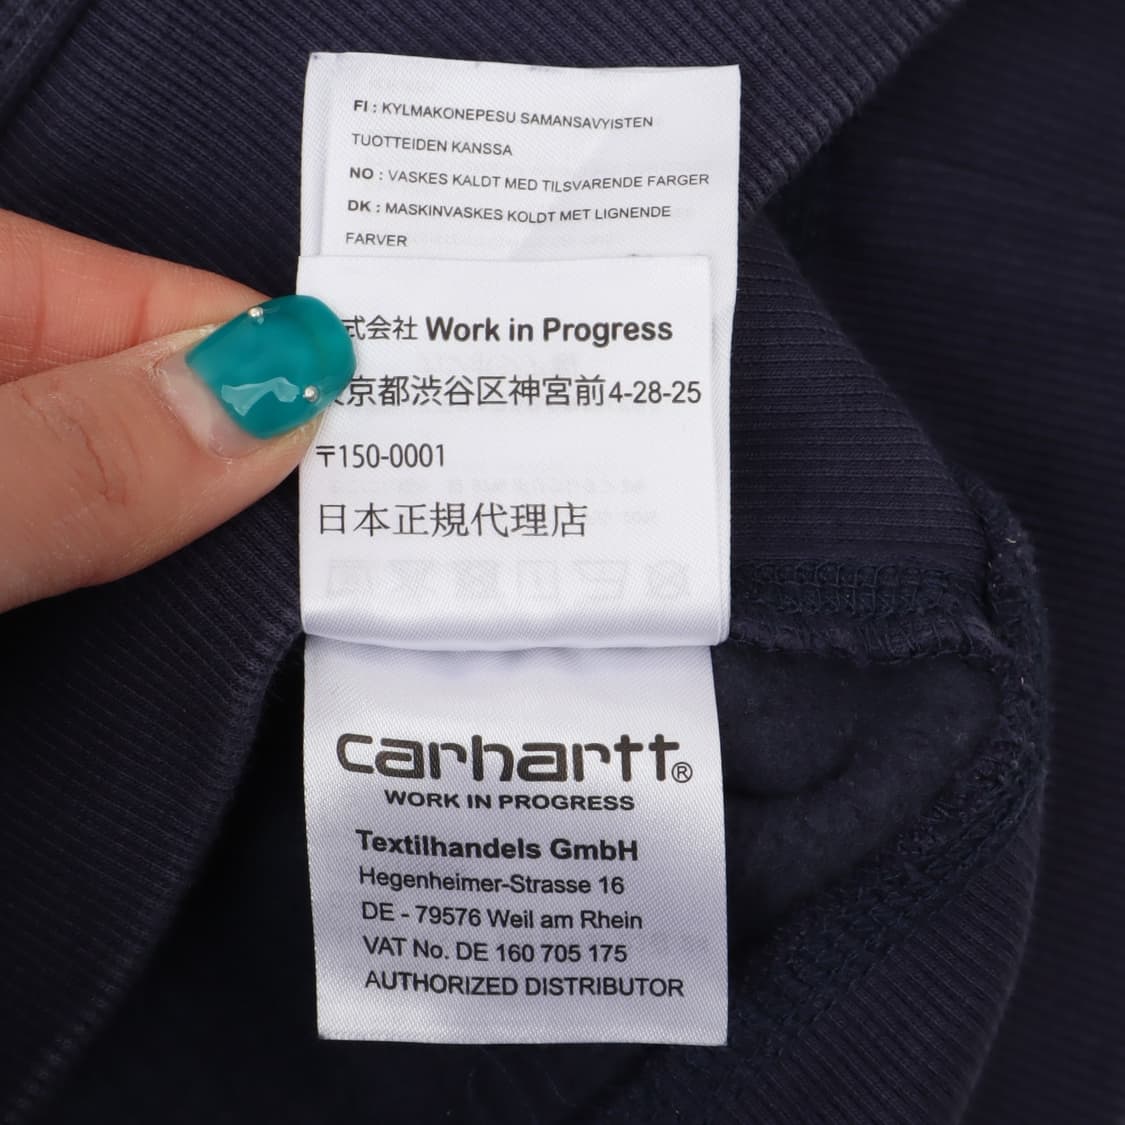 FI : KYLMAKONEPESU SAMANSAVYISTEN
TUOTTEIDEN KANSSA
NO : VASKES KALDT MED TILSVARENDE FARGER
DK : MASKINVASKES KOLDT MET LIGNENDE
FARVER
式会社 Work in Progress
京都渋谷区神宮前4-28-25
〒150-0001
日本正規代理店
carhartt®
WORK IN PROGRESS
Textilhandels GmbH
Hegenheimer-Strasse 16
DE - 79576 Weil am Rhein
VAT No. DE 160 705 175
AUTHORIZED DISTRIBUTOR